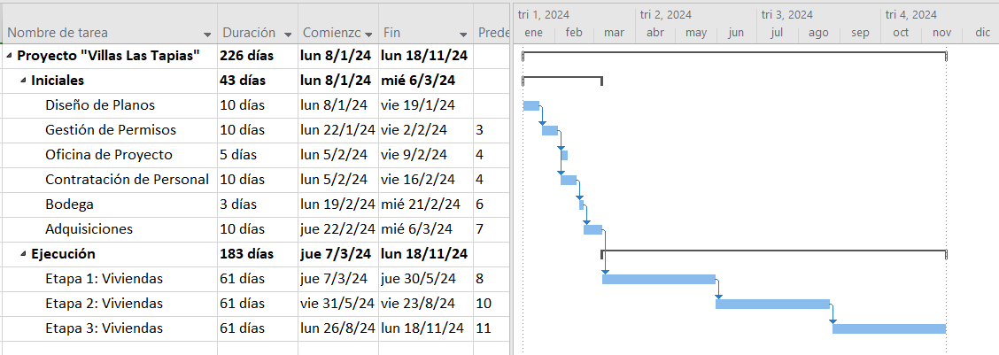 tri 1, 2024 tri 2, 2024 tri 3, 2024 tri 4, 2024
Nombre de tarea Duración Comienzo Fin Prede ene feb mar abr may jun jul ago sep oct nov dic
Proyecto "Villas Las Tapias" 226 días lun 8/1/24 lun 18/11/24
Iniciales 43 días lun 8/1/24 mié 6/3/24
Diseño de Planos 10 días lun 8/1/24 vie 19/1/24
Gestión de Permisos 10 días lun 22/1/24 vie 2/2/24 3
Oficina de Proyecto 5 días lun 5/2/24 vie 9/2/24 4
Contratación de Personal 10 días lun 5/2/24 vie 16/2/24 4
Bodega 3 días lun 19/2/24 mié 21/2/24 6
Adquisiciones 10 días jue 22/2/24 mié 6/3/24 7
Ejecución 183 días jue 7/3/24 lun 18/11/24
Etapa 1: Viviendas 61 días jue 7/3/24 jue 30/5/24 8
Etapa 2: Viviendas 61 días vie 31/5/24 vie 23/8/24 10
Etapa 3: Viviendas 61 días lun 26/8/24 lun 18/11/24 11